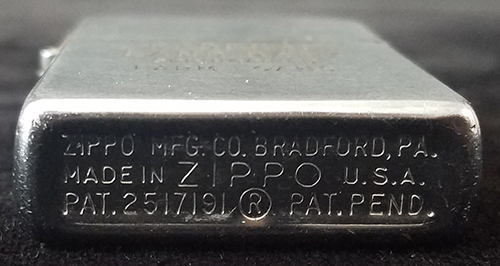 ZIPPO MFG. CO. BRADFORD, PA.
MADE IN ZIPPO U.S.A.
PAT. 2517191 ® PAT. PEND.